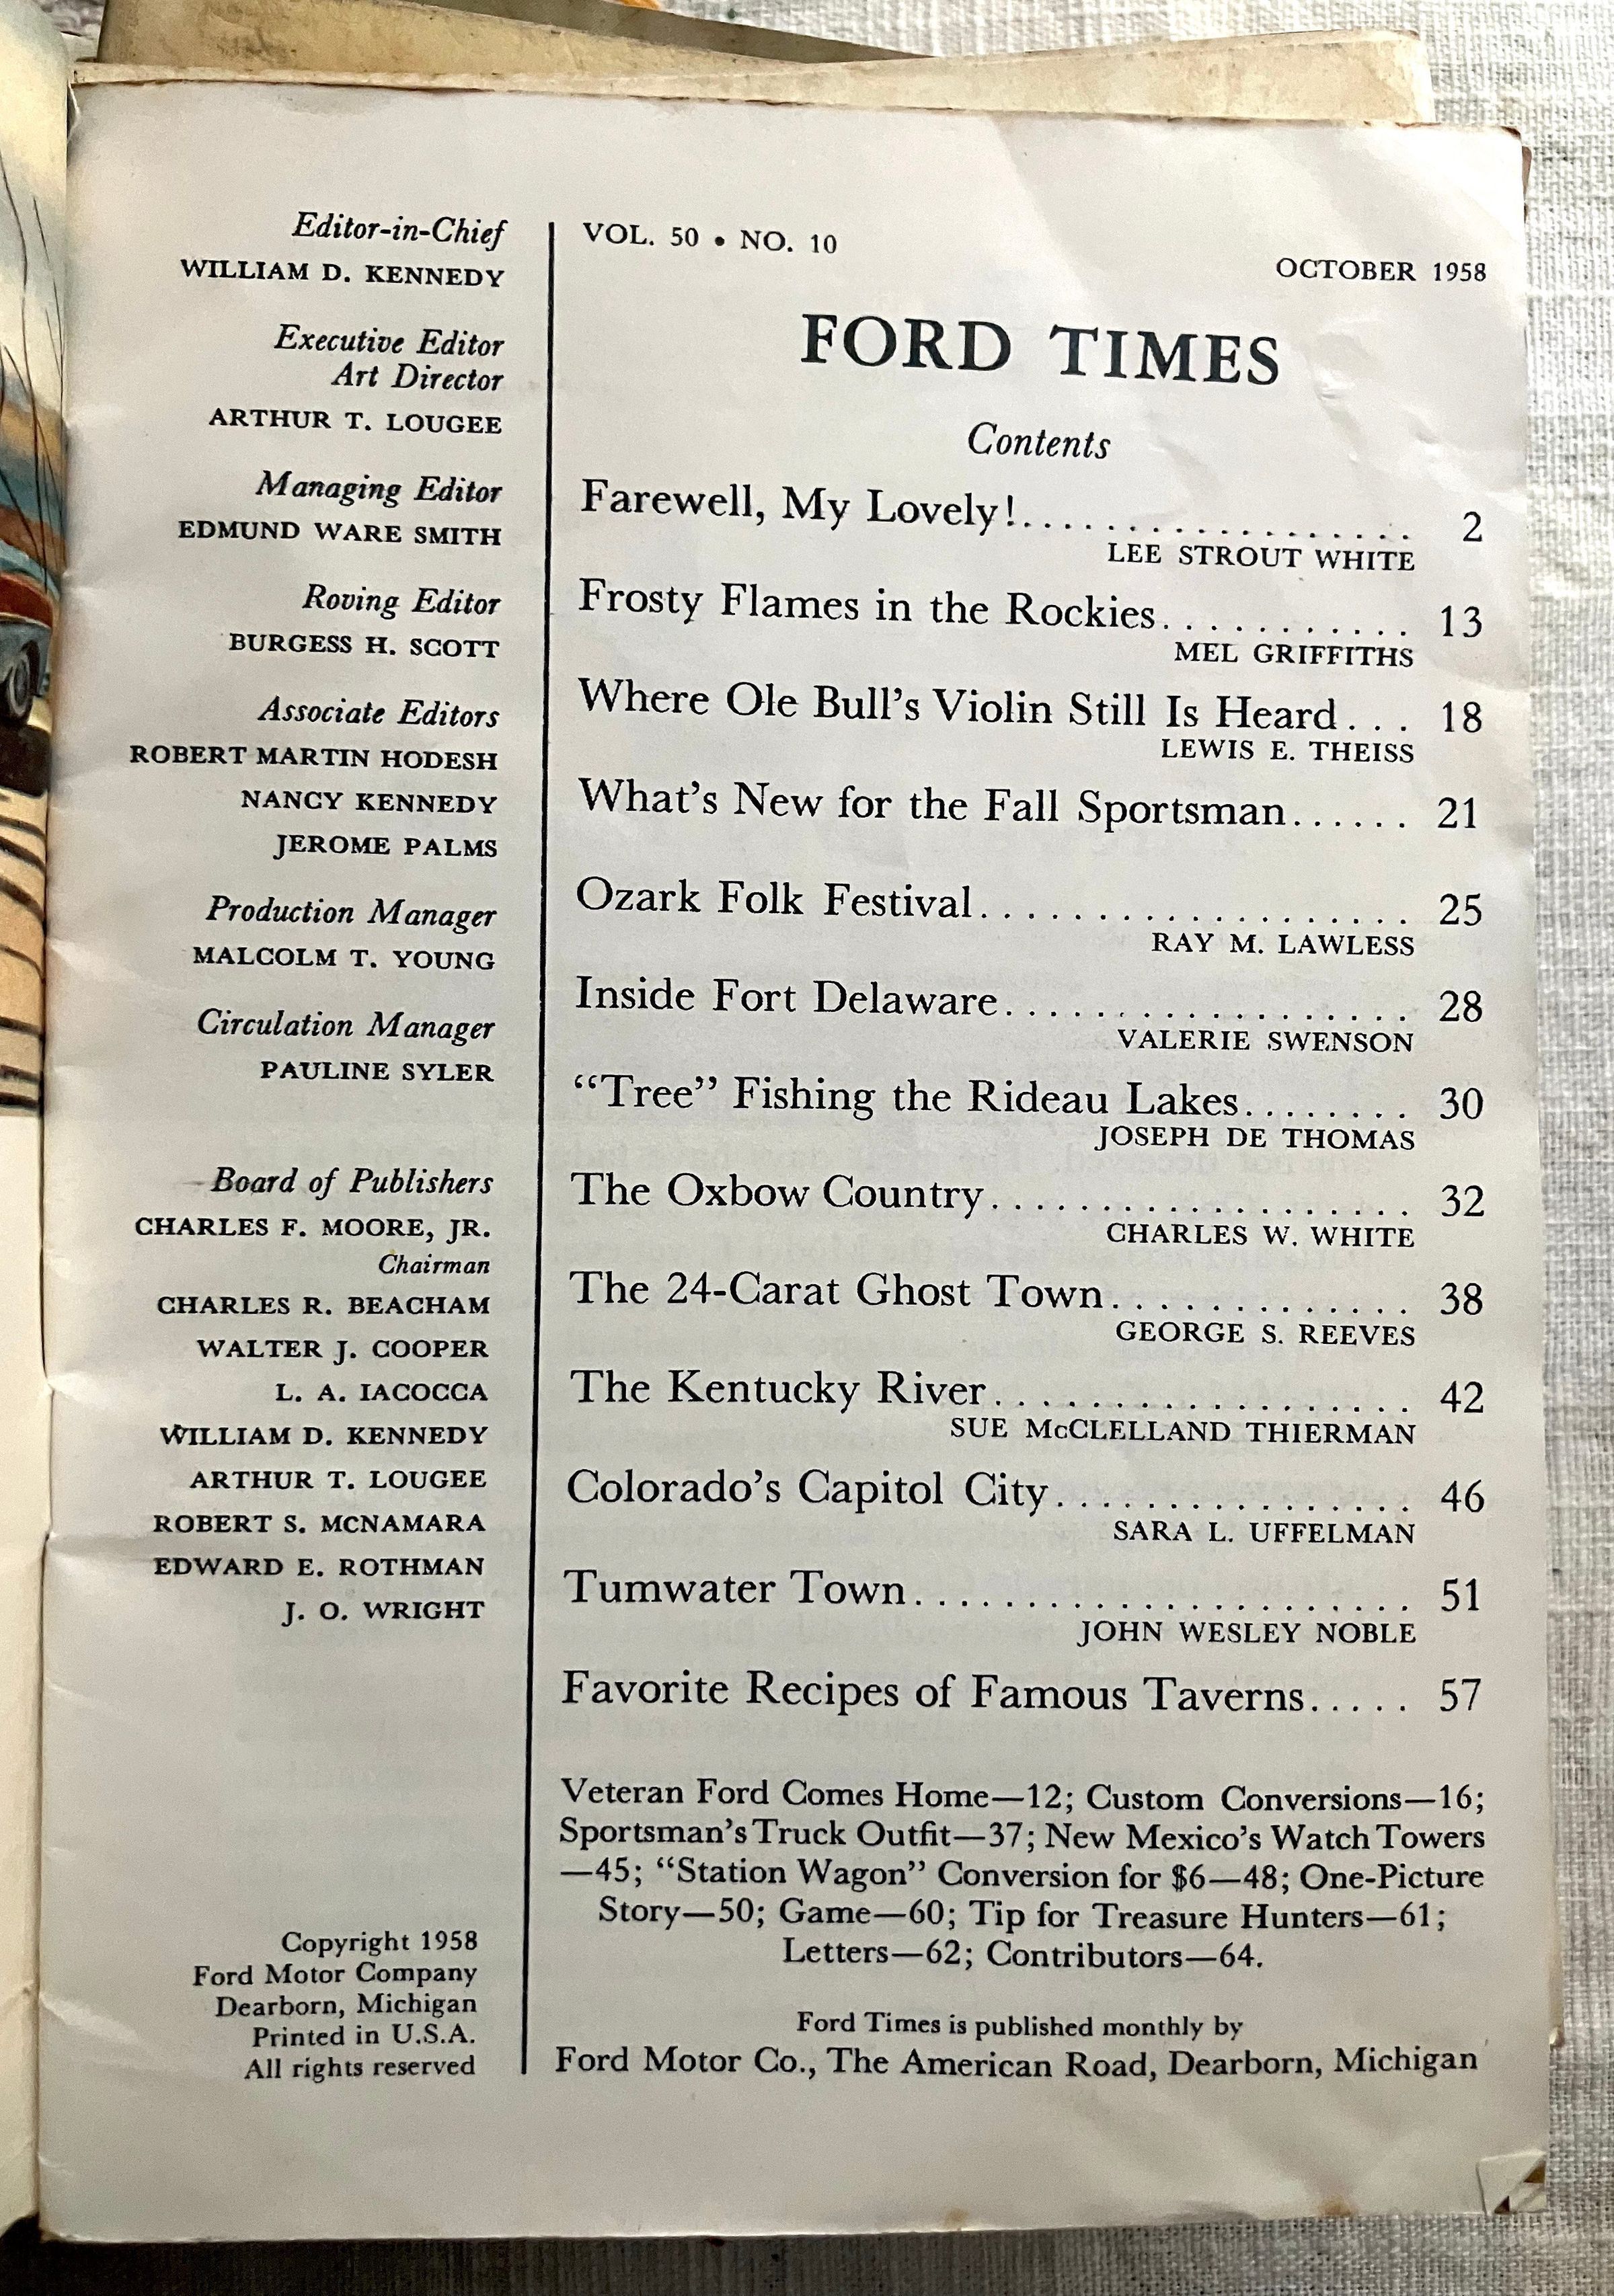 Editor-in-Chief
WILLIAM D. KENNEDY
Executive Editor
Art Director
ARTHUR T. LOUGEE
Managing Editor
EDMUND WARE SMITH
Roving Editor
BURGESS H. SCOTT
Associate Editors
ROBERT MARTIN HODESH
NANCY KENNEDY
JEROME PALMS
Production Manager
MALCOLM T. YOUNG
Circulation Manager
PAULINE SYLER
Board of Publishers
CHARLES F. MOORE, JR.
Chairman
CHARLES R. BEACHAM
WALTER J. COOPER
L. A. IACOCCA
WILLIAM D. KENNEDY
ARTHUR T. LOUGEE
ROBERT S. MCNAMARA
EDWARD E. ROTHMAN
J. O. WRIGHT
Copyright 1958
Ford Motor Company
Dearborn, Michigan
Printed in U.S.A.
All rights reserved
VOL. 50 • NO. 10
OCTOBER 1958
FORD TIMES
Contents
Farewell, My Lovely!.................. 2
LEE STROUT WHITE
Frosty Flames in the Rockies........... 13
MEL GRIFFITHS
Where Ole Bull's Violin Still Is Heard... 18
LEWIS E. THEISS
What's New for the Fall Sportsman...... 21
Ozark Folk Festival................... 25
RAY M. LAWLESS
Inside Fort Delaware.................. 28
VALERIE SWENSON
“Tree” Fishing the Rideau Lakes........ 30
JOSEPH DE THOMAS
The Oxbow Country................... 32
CHARLES W. WHITE
The 24-Carat Ghost Town............. 38
GEORGE S. REEVES
The Kentucky River................... 42
SUE McCLELLAND THIERMAN
Colorado's Capitol City................ 46
SARA L. UFFELMAN
Tumwater Town...................... 51
JOHN WESLEY NOBLE
Favorite Recipes of Famous Taverns..... 57
Veteran Ford Comes Home—12; Custom Conversions—16;
Sportsman's Truck Outfit—37; New Mexico's Watch Towers
—45; “Station Wagon” Conversion for $6—48; One-Picture
Story—50; Game—60; Tip for Treasure Hunters—61;
Letters—62; Contributors—64.
Ford Times is published monthly by
Ford Motor Co., The American Road, Dearborn, Michigan